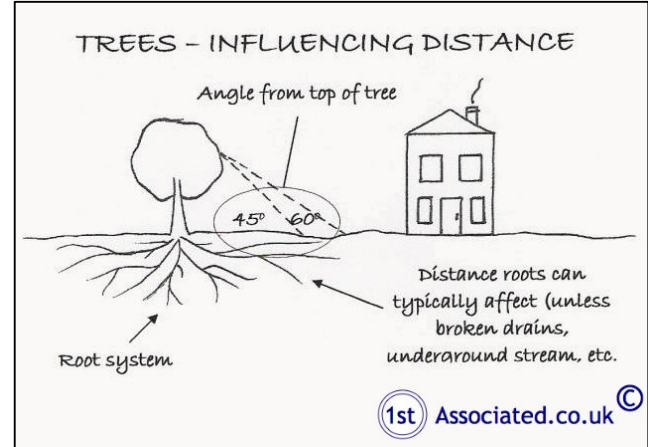 TREES – INFLUENCING DISTANCE
Angle from top of tree
45° 60°
Distance roots can
typically affect (unless
broken drains,
underground stream, etc.
Root system
1st Associated.co.uk ©